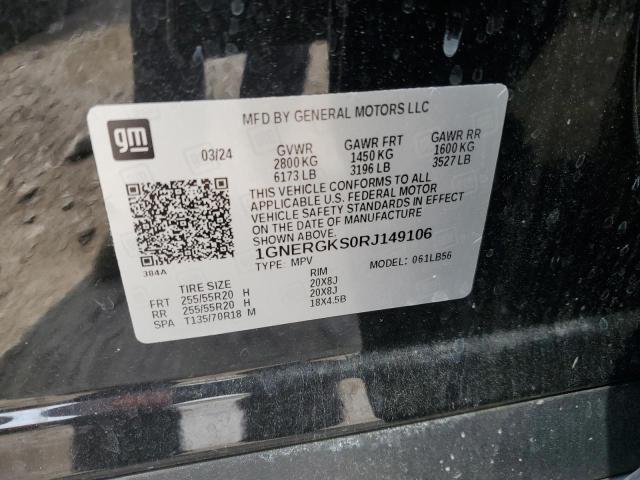 MFD BY GENERAL MOTORS LLC
gm
03/24 GVWR GAWR FRT GAWR RR
2800 KG 1450 KG 1600 KG
6173 LB 3196 LB 3527 LB
THIS VEHICLE CONFORMS TO ALL
APPLICABLE U.S. FEDERAL MOTOR
VEHICLE SAFETY STANDARDS IN EFFECT
ON THE DATE OF MANUFACTURE
SHOWN ABOVE.
1GNERGKS0RJ149106
384A
TYPE: MPV MODEL: 061LB56
TIRE SIZE RIM
FRT 255/55R20 H 20X8J
RR 255/55R20 H 20X8J
SPA T135/70R18 M 18X4.5B